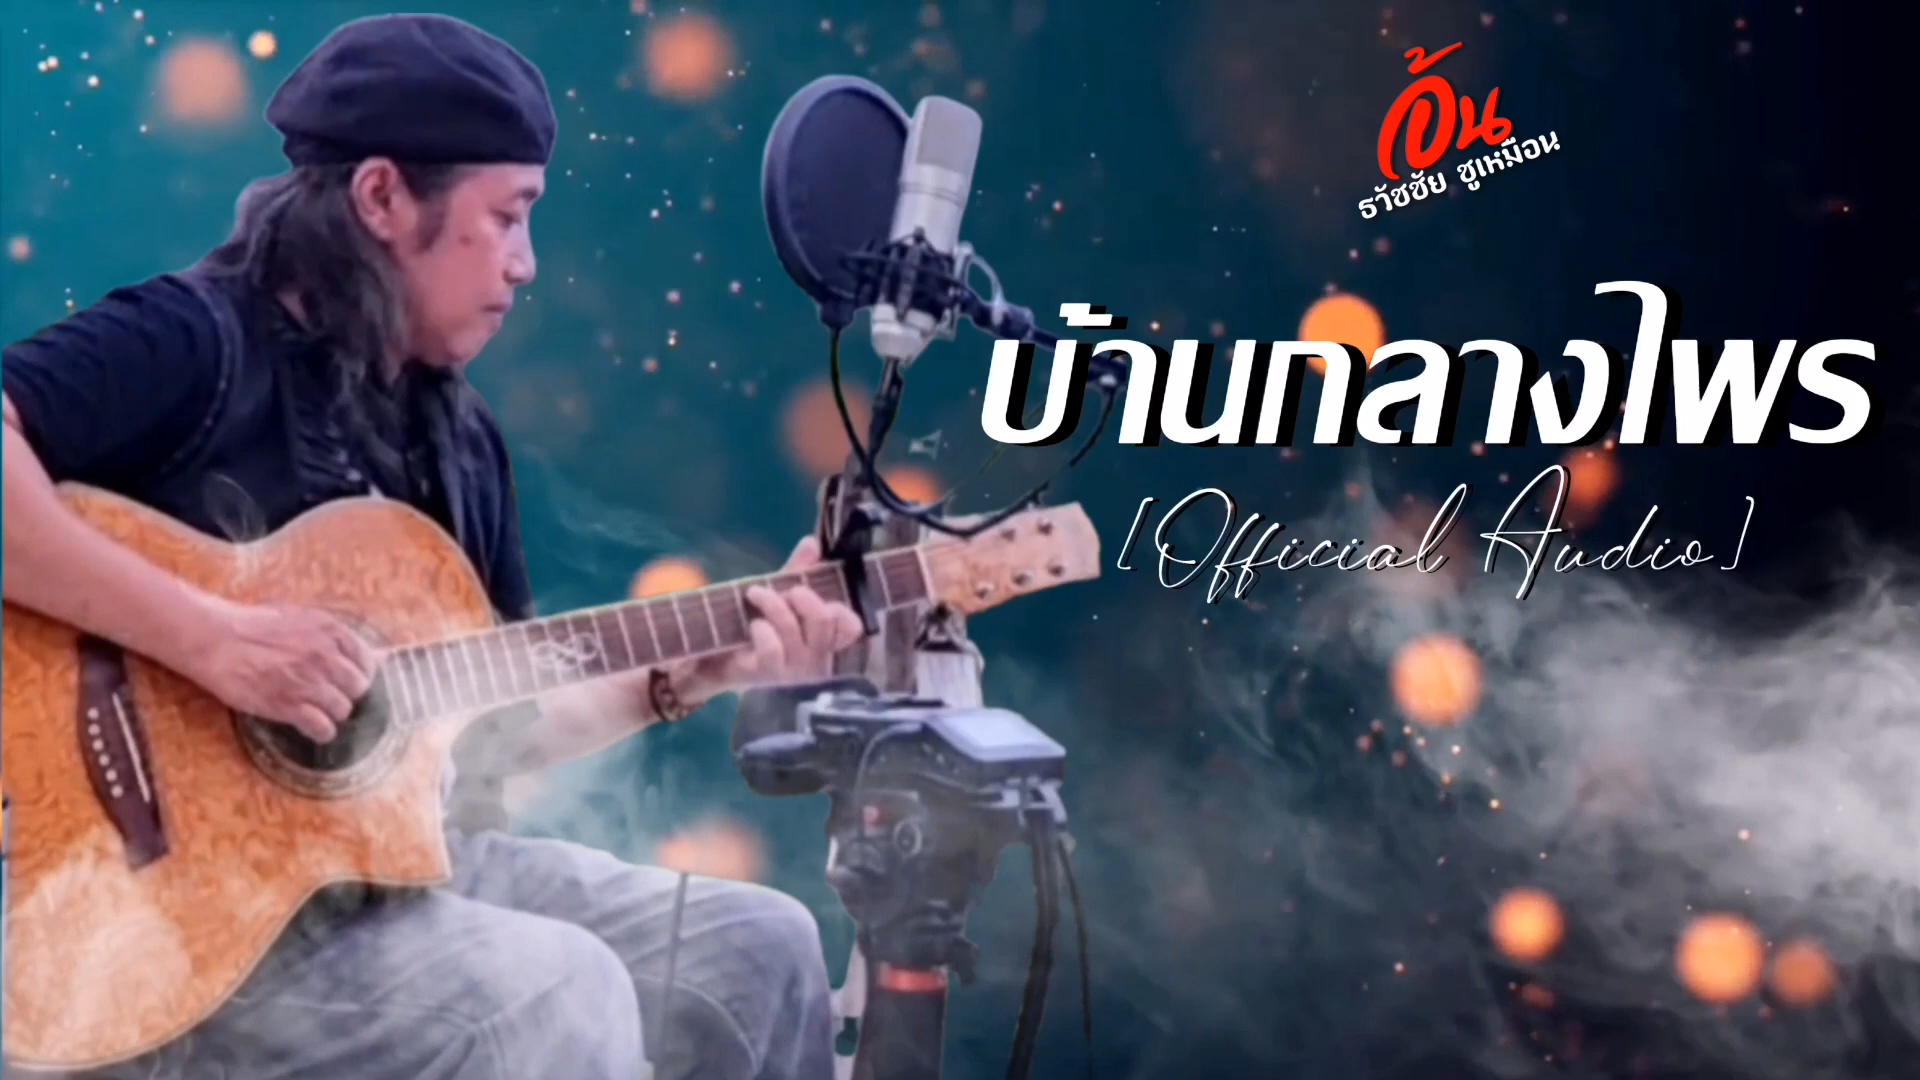 อ้น
ธวัชชัย ชูเหมือน
บ้านกลางไพร
[Official Audio]